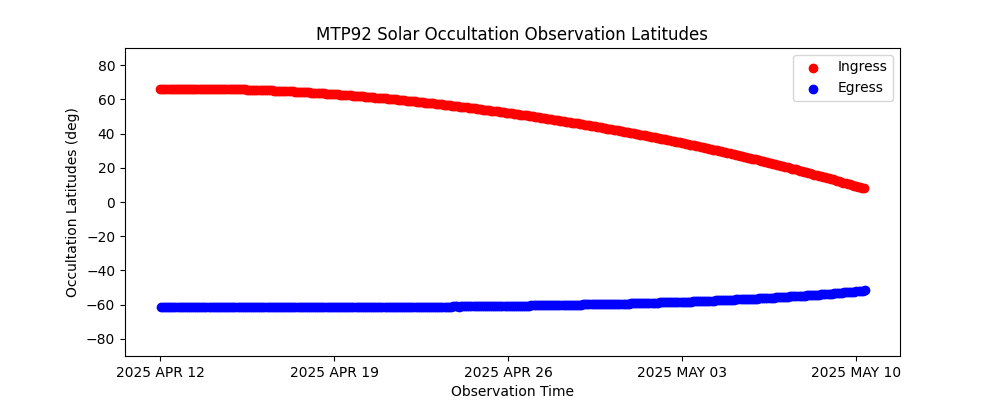 MTP92 Solar Occultation Observation Latitudes
Ingress
Egress
Occultation Latitudes (deg)
80
60
40
20
0
−20
−40
−60
−80
2025 APR 12 2025 APR 19 2025 APR 26 2025 MAY 03 2025 MAY 10
Observation Time